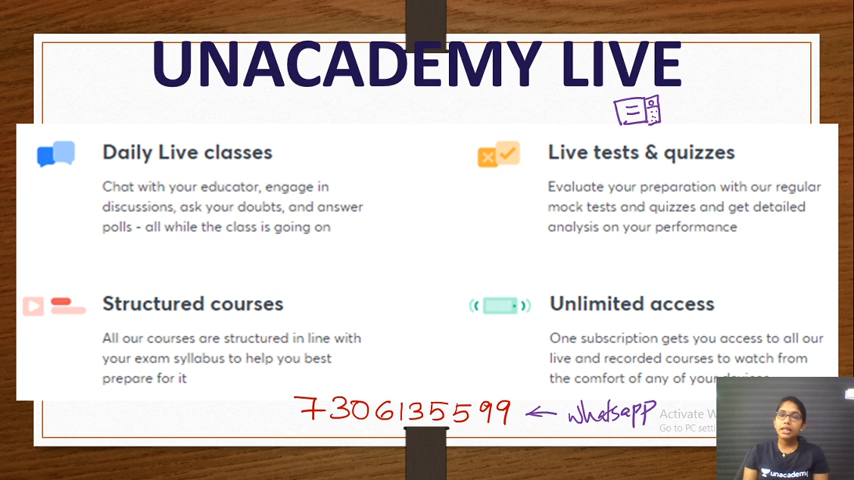 UNACADEMY LIVE
Daily Live classes
Chat with your educator, engage in
discussions, ask your doubts, and answer
polls - all while the class is going on
Live tests & quizzes
Evaluate your preparation with our regular
mock tests and quizzes and get detailed
analysis on your performance
Structured courses
All our courses are structured in line with
your exam syllabus to help you best
prepare for it
Unlimited access
One subscription gets you access to all our
live and recorded courses to watch from
the comfort of any of your devices
7306135599 ← whatsapp
Activate W
Go to PC setti
unacademy